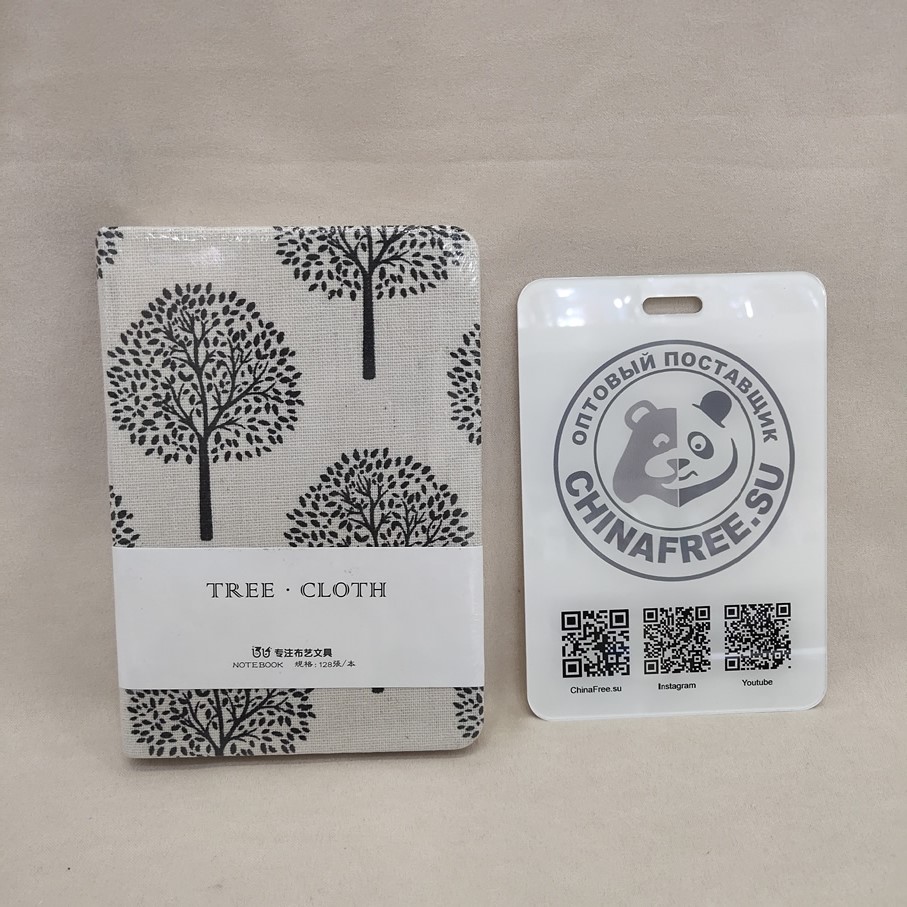 TREE · CLOTH
专注布艺文具
NOTEBOOK 规格:128張/本
ОПТОВЫЙ ПОСТАВЩИК
CHINAFREE.SU
ChinaFree.su
Instagram
Youtube